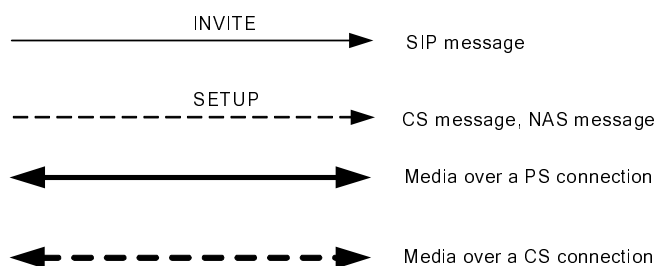 INVITE
SIP message
SETUP
CS message, NAS message
Media over a PS connection
Media over a CS connection